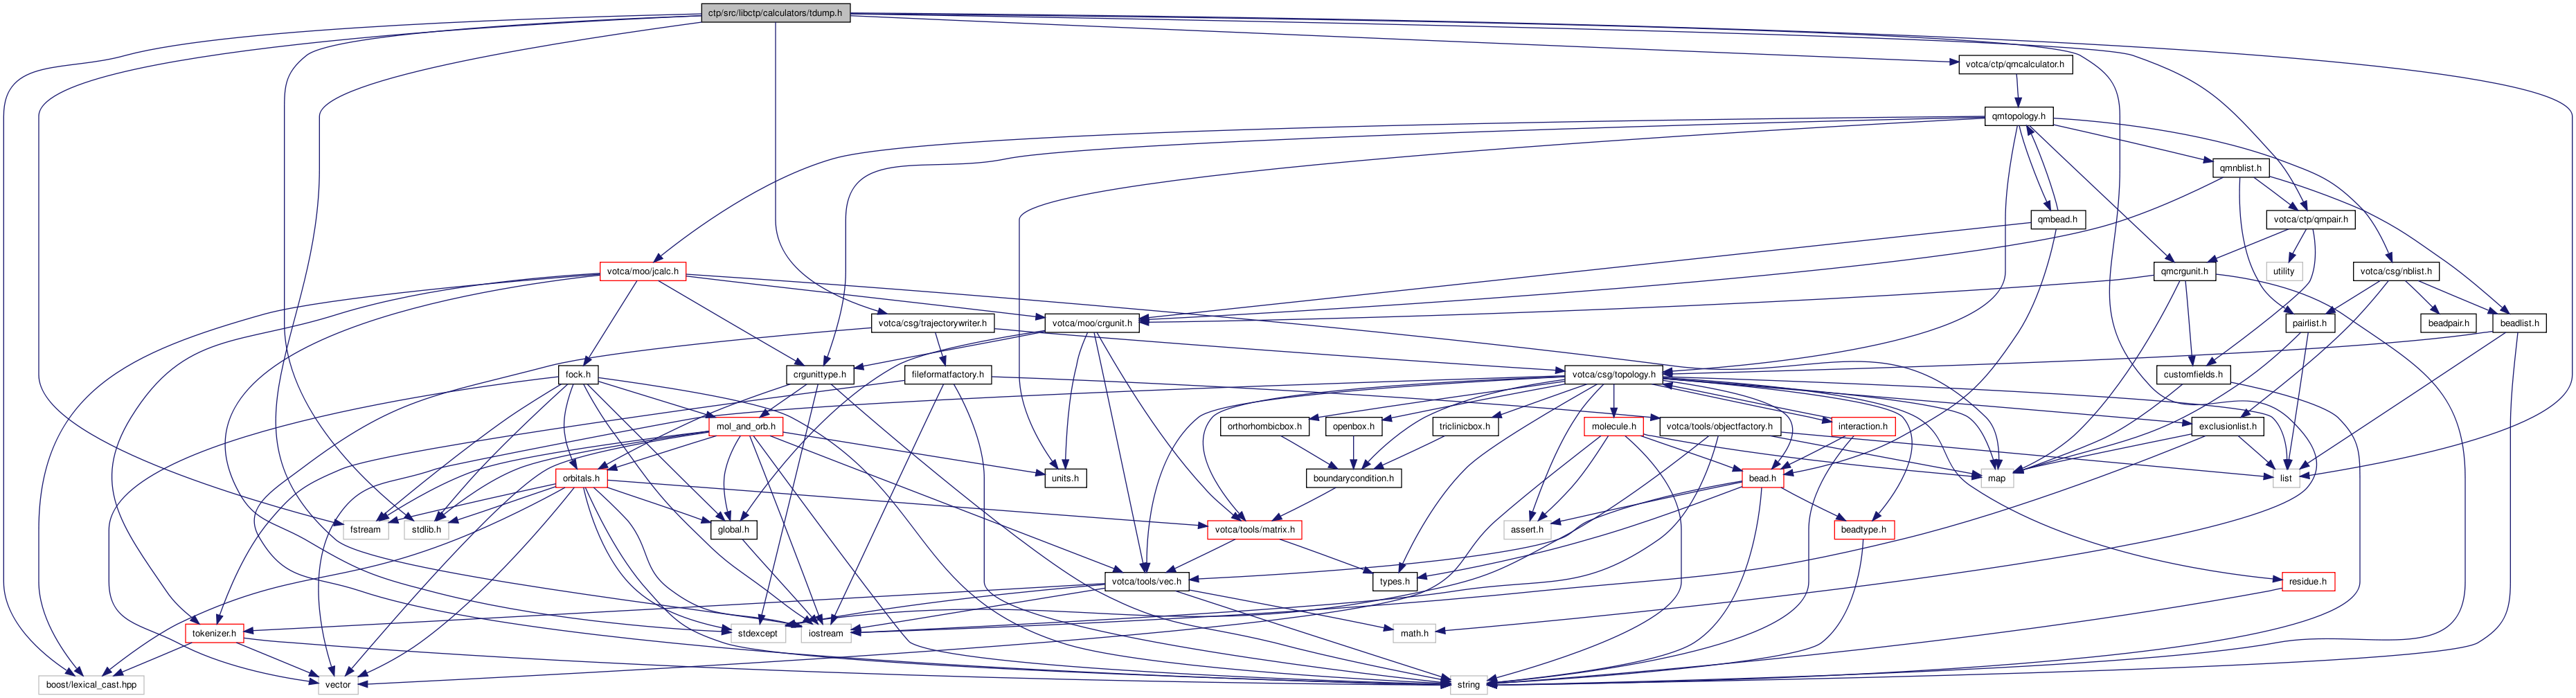 ctp/src/libctp/calculators/tdump.h
votca/ctp/qmcalculator.h
qmtopology.h
qmnblist.h
qmbead.h
votca/ctp/qmpair.h
votca/moo/jcalc.h
qmcrgunit.h
utility
votca/csg/nblist.h
votca/csg/trajectorywriter.h
votca/moo/crgunit.h
pairlist.h
beadpair.h
beadlist.h
fock.h
crgunittype.h
fileformatfactory.h
votca/csg/topology.h
customfields.h
mol_and_orb.h
orthorhombicbox.h
openbox.h
triclinicbox.h
molecule.h
votca/tools/objectfactory.h
interaction.h
exclusionlist.h
orbitals.h
units.h
boundarycondition.h
bead.h
map
list
fstream
stdlib.h
global.h
votca/tools/matrix.h
assert.h
beadtype.h
votca/tools/vec.h
types.h
residue.h
tokenizer.h
stdexcept
iostream
math.h
boost/lexical_cast.hpp
vector
string